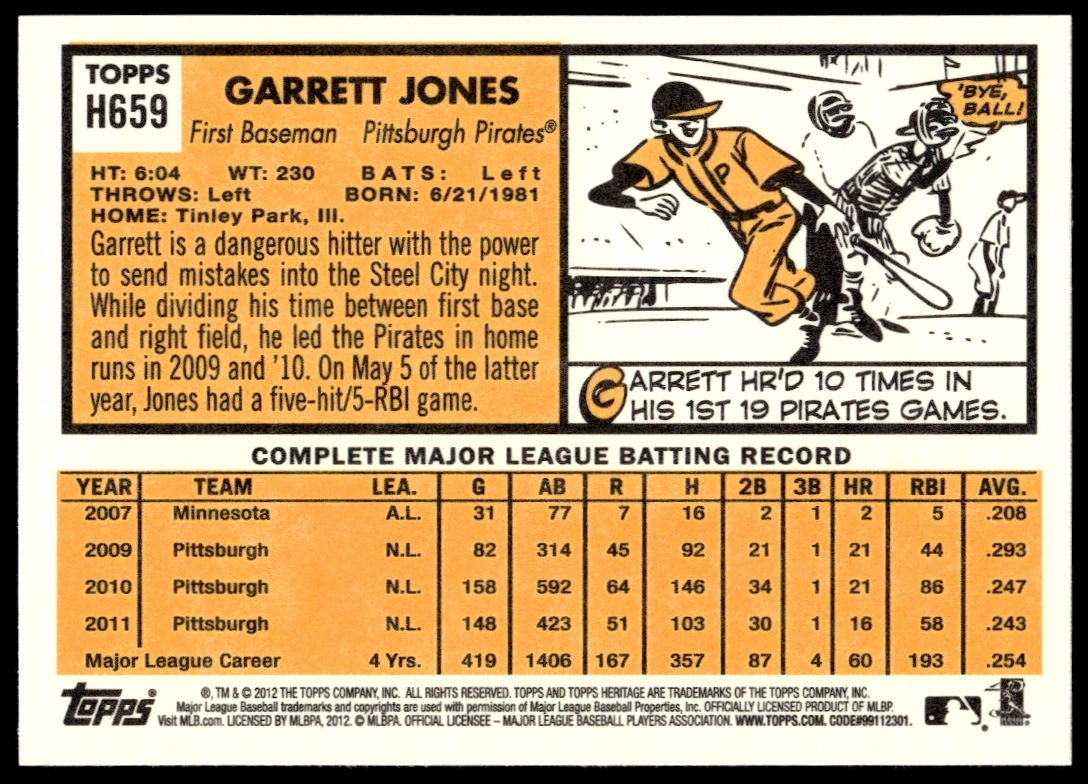 TOPPS
H659
GARRETT JONES
First Baseman Pittsburgh Pirates®
HT: 6:04 WT: 230 BATS: Left
THROWS: Left BORN: 6/21/1981
HOME: Tinley Park, Ill.
Garrett is a dangerous hitter with the power
to send mistakes into the Steel City night.
While dividing his time between first base
and right field, he led the Pirates in home
runs in 2009 and '10. On May 5 of the latter
year, Jones had a five-hit/5-RBI game.
'BYE,
BALL!
P
GARRETT HR'D 10 TIMES IN
HIS 1ST 19 PIRATES GAMES.
COMPLETE MAJOR LEAGUE BATTING RECORD
YEAR TEAM LEA. G AB R H 2B 3B HR RBI AVG.
2007 Minnesota A.L. 31 77 7 16 2 1 2 5 .208
2009 Pittsburgh N.L. 82 314 45 92 21 1 21 44 .293
2010 Pittsburgh N.L. 158 592 64 146 34 1 21 86 .247
2011 Pittsburgh N.L. 148 423 51 103 30 1 16 58 .243
Major League Career 4 Yrs. 419 1406 167 357 87 4 60 193 .254
topps®
®, TM & © 2012 THE TOPPS COMPANY, INC. ALL RIGHTS RESERVED. TOPPS AND TOPPS HERITAGE ARE TRADEMARKS OF THE TOPPS COMPANY, INC.
Major League Baseball trademarks and copyrights are used with permission of Major League Baseball Properties, Inc. OFFICIALLY LICENSED PRODUCT OF MLBP.
Visit MLB.com. LICENSED BY MLBPA, 2012. © MLBPA. OFFICIAL LICENSEE – MAJOR LEAGUE BASEBALL PLAYERS ASSOCIATION. WWW.TOPPS.COM. CODE#99112301.